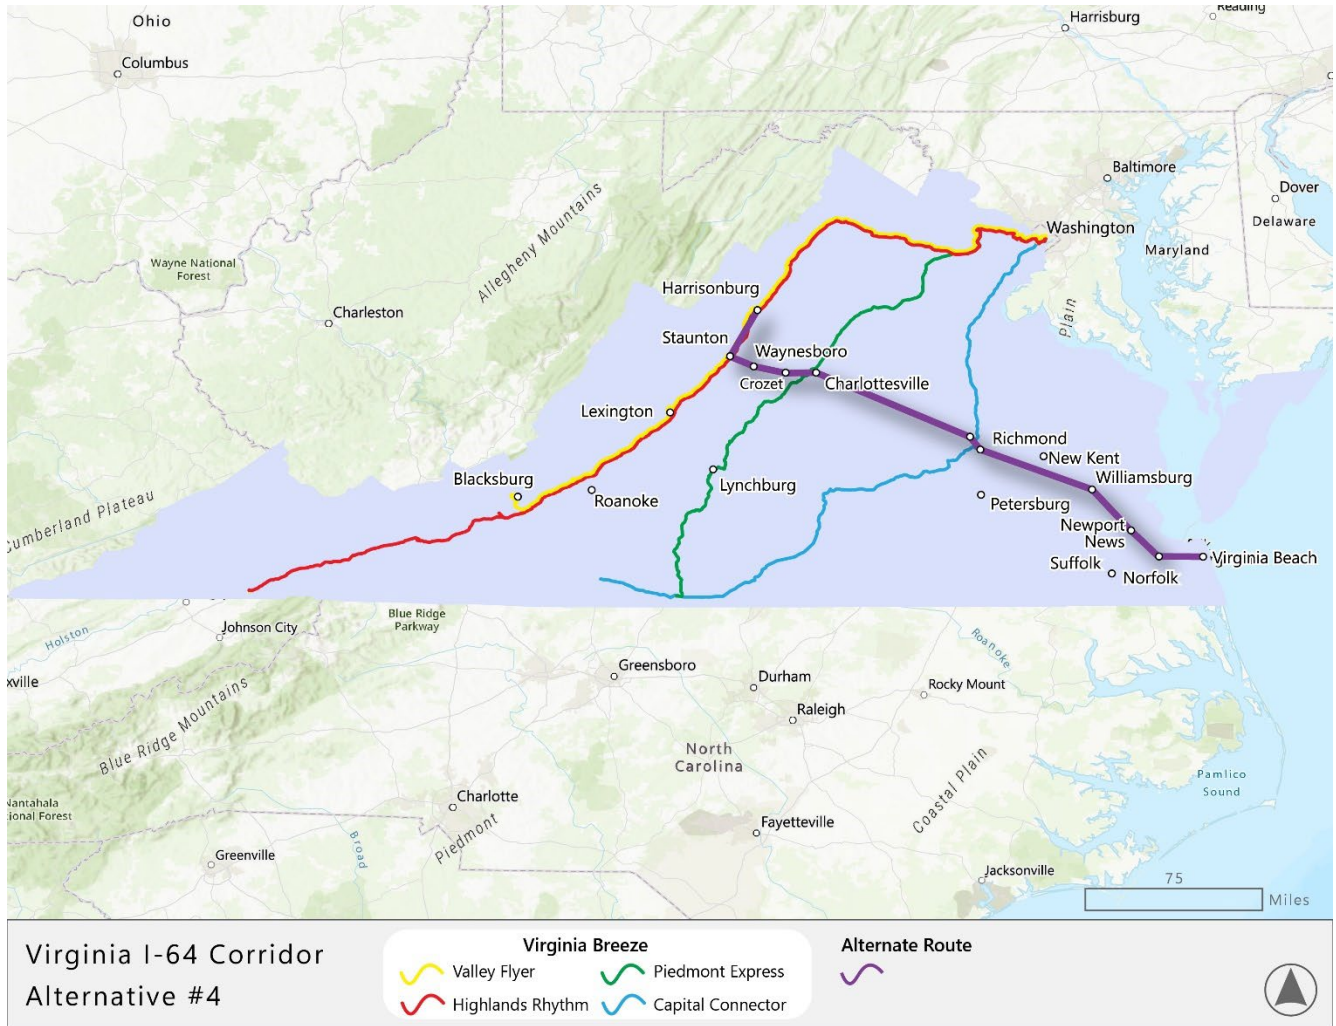 Ohio
Columbus
Harrisburg
Reading
Baltimore
Dover
Delaware
Washington
Maryland
Wayne National
Forest
Allegheny Mountains
Charleston
Harrisonburg
Plain
Staunton
Waynesboro
Crozet
Charlottesville
Lexington
Richmond
New Kent
Blacksburg
Roanoke
Lynchburg
Williamsburg
Petersburg
Cumberland Plateau
Newport
News
Virginia Beach
Suffolk
Norfolk
Blue Ridge
Parkway
Holston
Johnson City
Roanoke
xville
Greensboro
Durham
Rocky Mount
Raleigh
Blue Ridge Mountains
North
Carolina
Coastal Plain
Pamlico
Sound
Nantahala
ional Forest
Charlotte
Piedmont
Fayetteville
Broad
Greenville
Jacksonville
75
Miles
Virginia I-64 Corridor
Alternative #4
Virginia Breeze
Valley Flyer
Piedmont Express
Highlands Rhythm
Capital Connector
Alternate Route